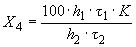 X₄ = 100 · h₁ · τ₁ · K / h₂ · τ₂